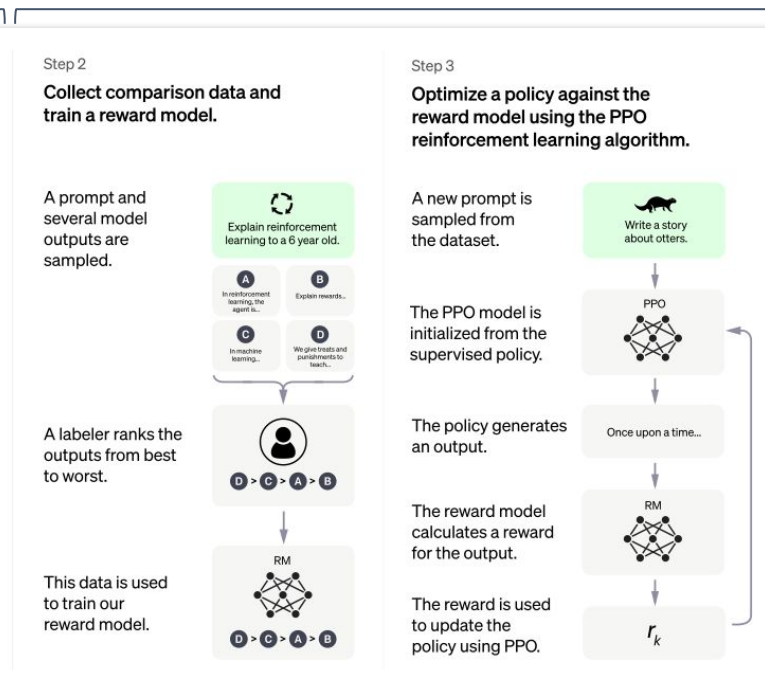 Step 2
Collect comparison data and
train a reward model.
A prompt and
several model
outputs are
sampled.
Explain reinforcement
learning to a 6 year old.
A
In reinforcement
learning, the
agent is...
B
Explain rewards...
C
In machine
learning...
D
We give treats and
punishments to
teach...
A labeler ranks the
outputs from best
to worst.
D > C > A > B
This data is used
to train our
reward model.
RM
D > C > A > B
Step 3
Optimize a policy against the
reward model using the PPO
reinforcement learning algorithm.
A new prompt is
sampled from
the dataset.
Write a story
about otters.
The PPO model is
initialized from the
supervised policy.
PPO
The policy generates
an output.
Once upon a time...
The reward model
calculates a reward
for the output.
RM
The reward is used
to update the
policy using PPO.
rₖ